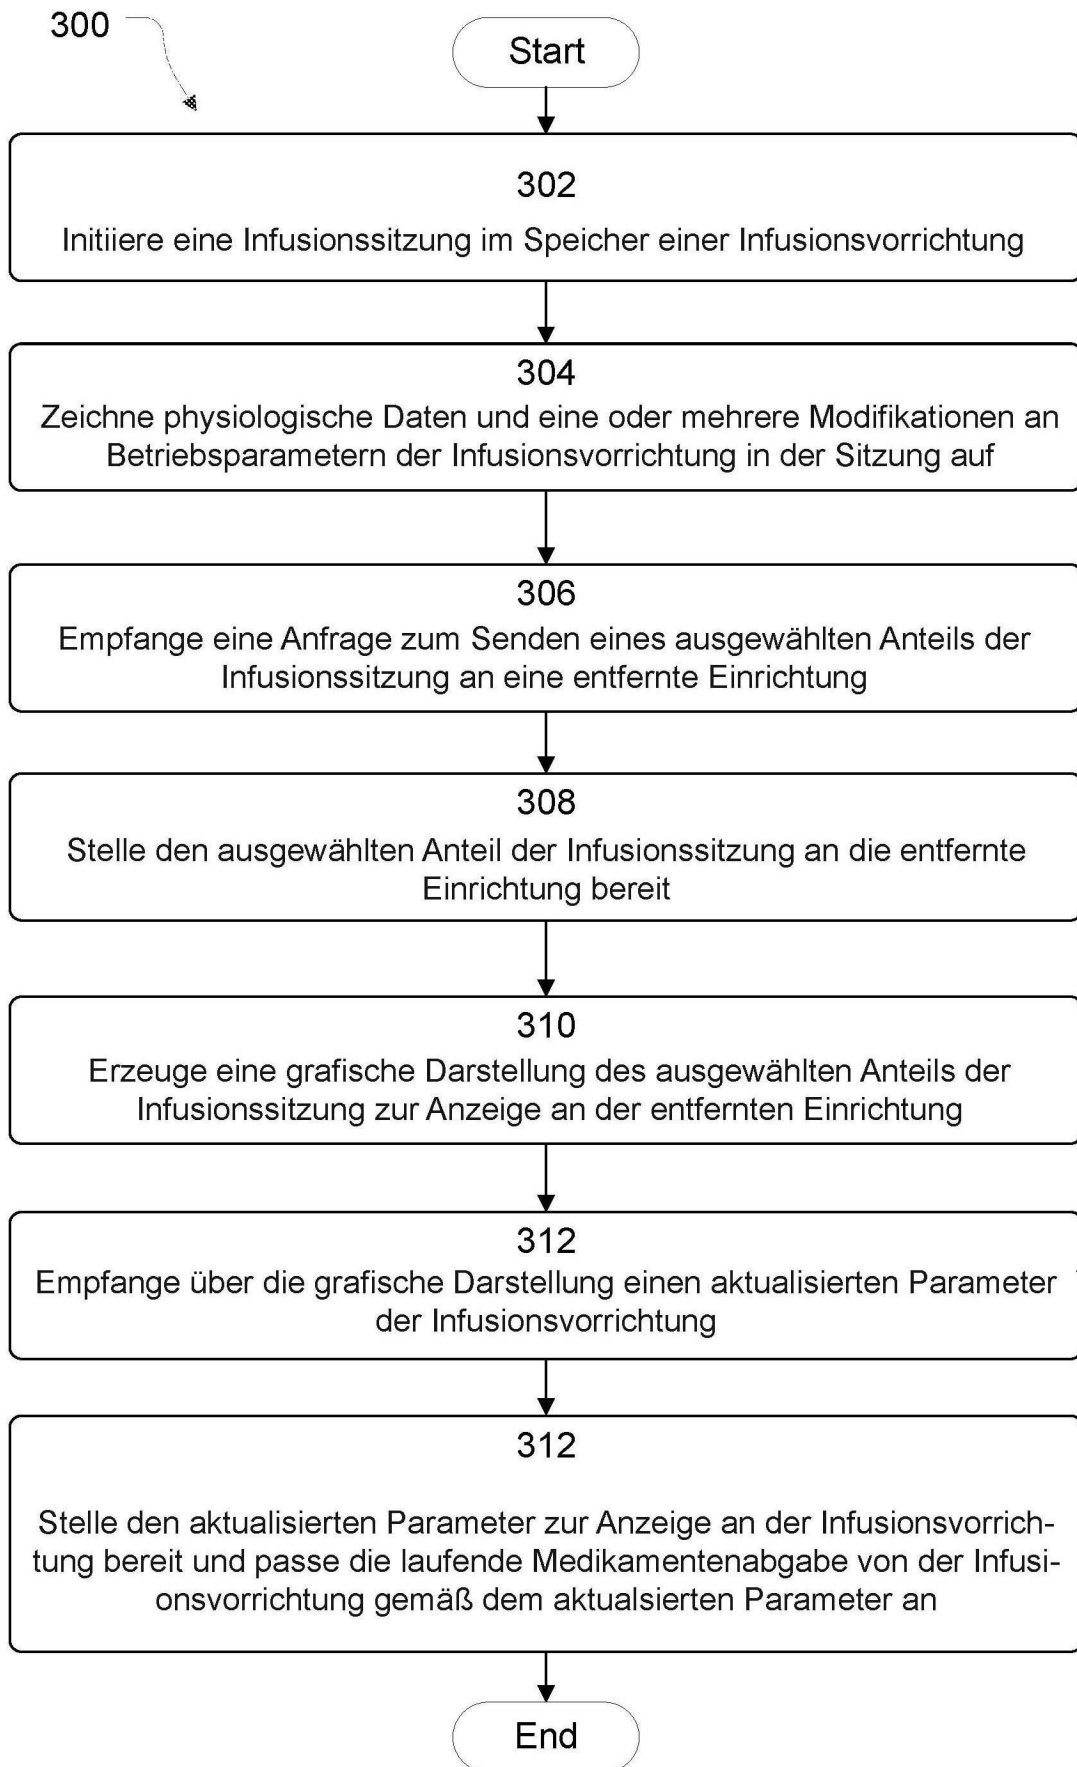 300
Start
302
Initiiere eine Infusionssitzung im Speicher einer Infusionsvorrichtung
304
Zeichne physiologische Daten und eine oder mehrere Modifikationen an
Betriebsparametern der Infusionsvorrichtung in der Sitzung auf
306
Empfange eine Anfrage zum Senden eines ausgewählten Anteils der
Infusionssitzung an eine entfernte Einrichtung
308
Stelle den ausgewählten Anteil der Infusionssitzung an die entfernte
Einrichtung bereit
310
Erzeuge eine grafische Darstellung des ausgewählten Anteils der
Infusionssitzung zur Anzeige an der entfernten Einrichtung
312
Empfange über die grafische Darstellung einen aktualisierten Parameter
der Infusionsvorrichtung
312
Stelle den aktualisierten Parameter zur Anzeige an der Infusionsvorrich-
tung bereit und passe die laufende Medikamentenabgabe von der Infusi-
onsvorrichtung gemäß dem aktualsierten Parameter an
End